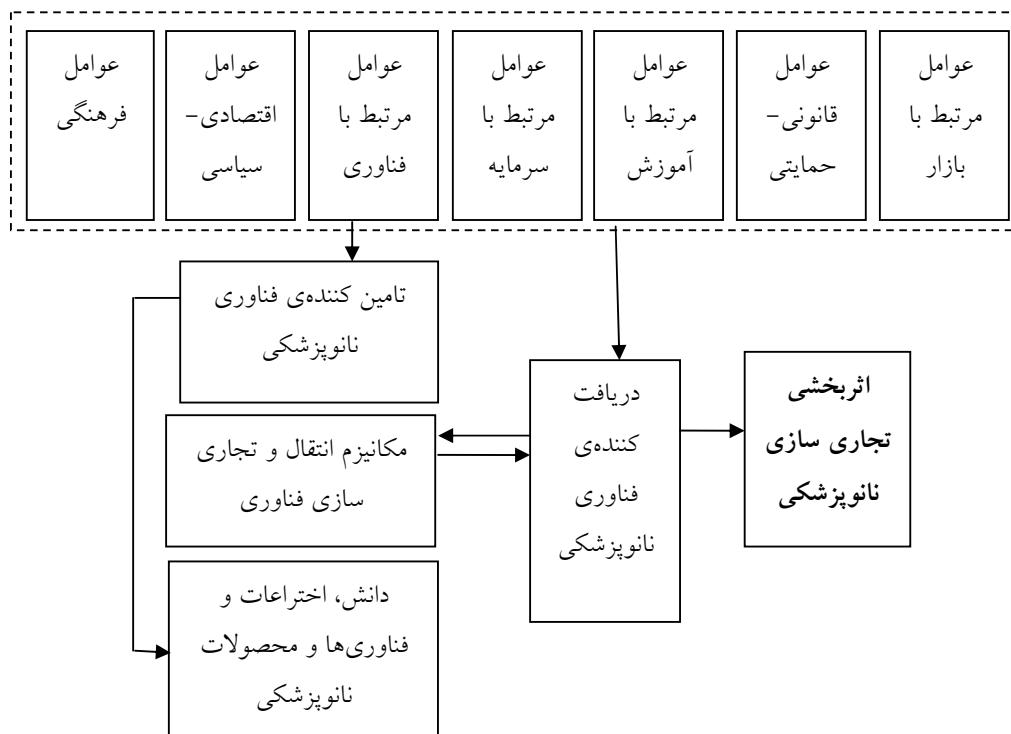 عوامل
مرتبط با
بازار
عوامل
قانونی-
حمایتی
عوامل
مرتبط با
آموزش
عوامل
مرتبط با
سرمایه
عوامل
مرتبط با
فناوری
عوامل
اقتصادی-
سیاسی
عوامل
فرهنگی
تامین کننده‌ی فناوری
نانوپزشکی
مکانیزم انتقال و تجاری
سازی فناوری
دانش، اختراعات و
فناوری‌ها و محصولات
نانوپزشکی
دریافت
کننده‌ی
فناوری
نانوپزشکی
اثربخشی
تجاری سازی
نانوپزشکی